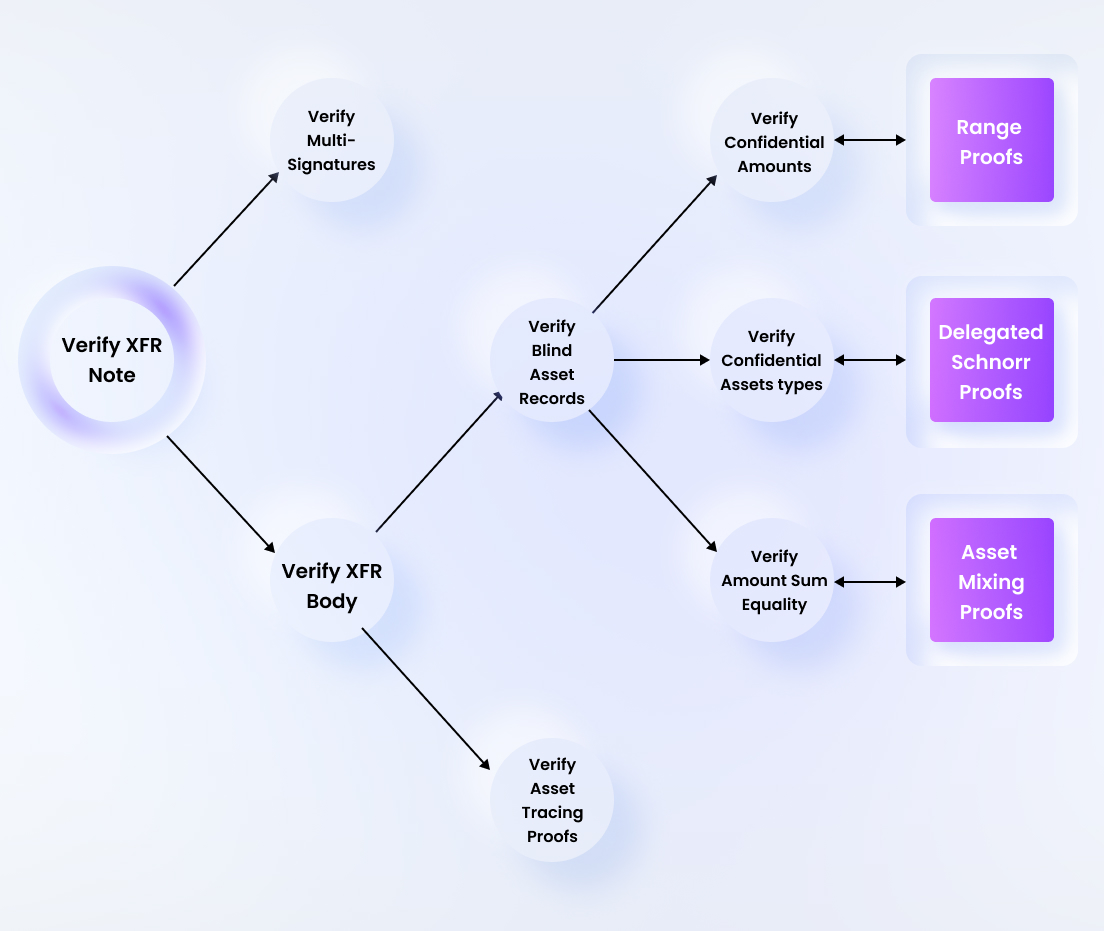 Verify
Multi-
Signatures
Verify
Confidential
Amounts
Range
Proofs
Verify XFR
Note
Verify
Blind
Asset
Records
Verify
Confidential
Assets types
Delegated
Schnorr
Proofs
Verify XFR
Body
Verify
Amount Sum
Equality
Asset
Mixing
Proofs
Verify
Asset
Tracing
Proofs